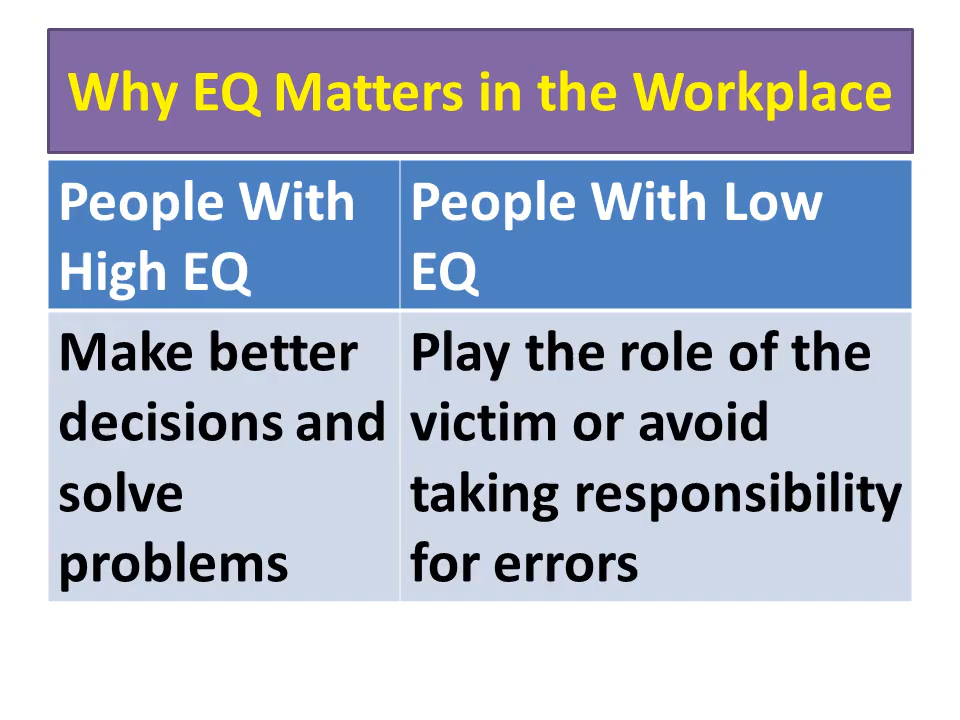 Why EQ Matters in the Workplace
People With
High EQ
People With Low
EQ
Make better
decisions and
solve
problems
Play the role of the
victim or avoid
taking responsibility
for errors